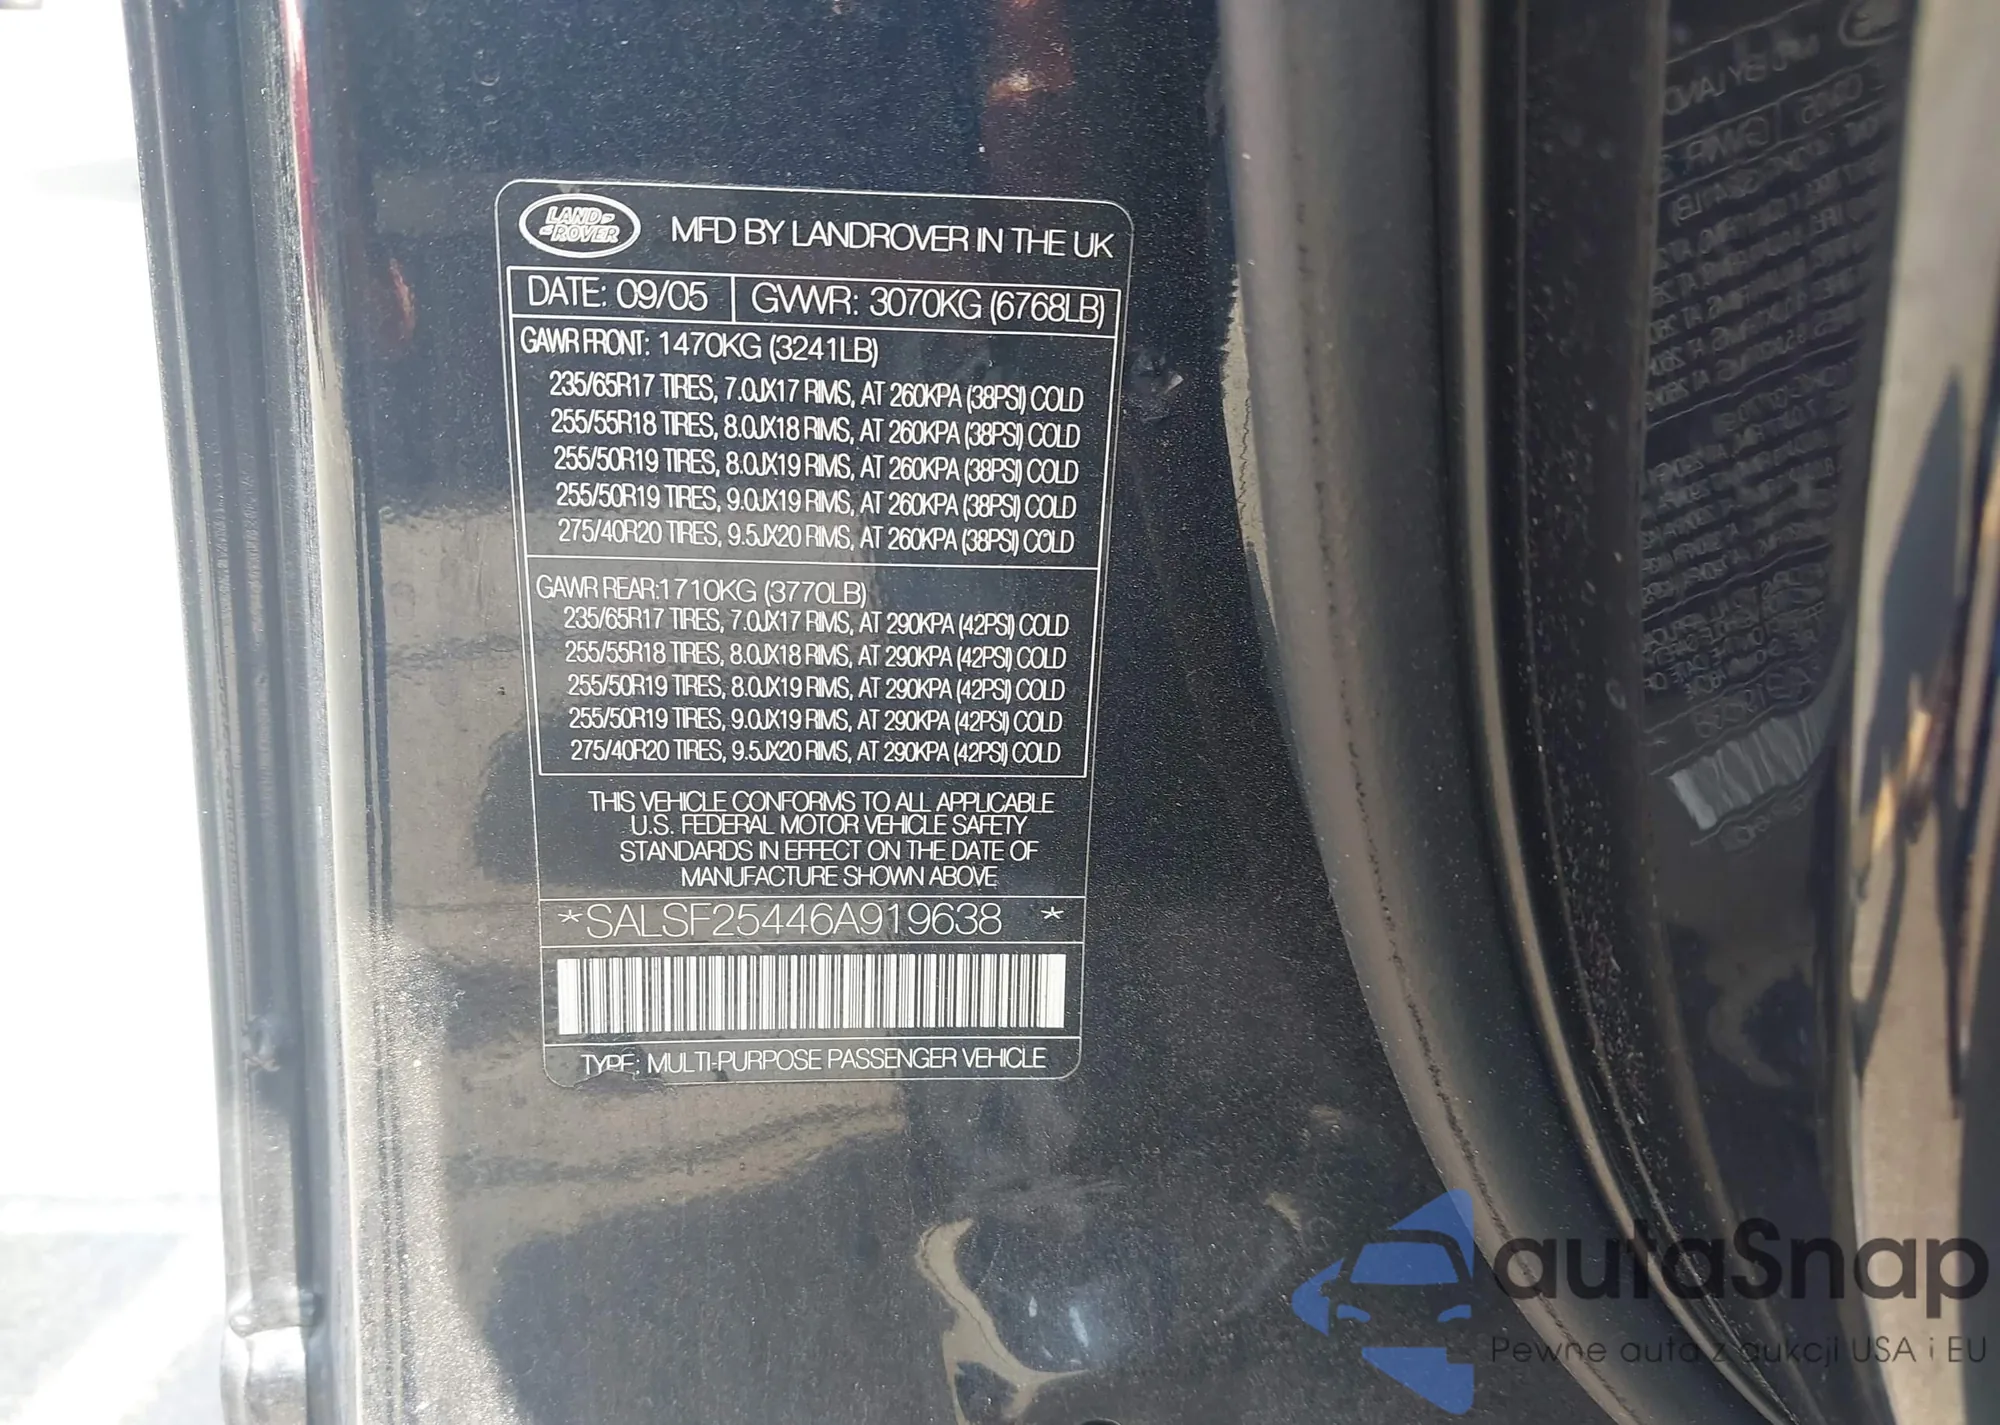 LAND ROVER
MFD BY LANDROVER IN THE UK
DATE: 09/05 GVWR: 3070KG (6768LB)
GAWR FRONT: 1470KG (3241LB)
235/65R17 TIRES, 7.0JX17 RIMS, AT 260KPA (38PSI) COLD
255/55R18 TIRES, 8.0JX18 RIMS, AT 260KPA (38PSI) COLD
255/50R19 TIRES, 8.0JX19 RIMS, AT 260KPA (38PSI) COLD
255/50R19 TIRES, 9.0JX19 RIMS, AT 260KPA (38PSI) COLD
275/40R20 TIRES, 9.5JX20 RIMS, AT 260KPA (38PSI) COLD
GAWR REAR:1710KG (3770LB)
235/65R17 TIRES, 7.0JX17 RIMS, AT 290KPA (42PSI) COLD
255/55R18 TIRES, 8.0JX18 RIMS, AT 290KPA (42PSI) COLD
255/50R19 TIRES, 8.0JX19 RIMS, AT 290KPA (42PSI) COLD
255/50R19 TIRES, 9.0JX19 RIMS, AT 290KPA (42PSI) COLD
275/40R20 TIRES, 9.5JX20 RIMS, AT 290KPA (42PSI) COLD
THIS VEHICLE CONFORMS TO ALL APPLICABLE
U.S. FEDERAL MOTOR VEHICLE SAFETY
STANDARDS IN EFFECT ON THE DATE OF
MANUFACTURE SHOWN ABOVE
*SALSF25446A919638 *
TYPE: MULTI-PURPOSE PASSENGER VEHICLE
autaSnap
Pewne auta z aukcji USA i EU